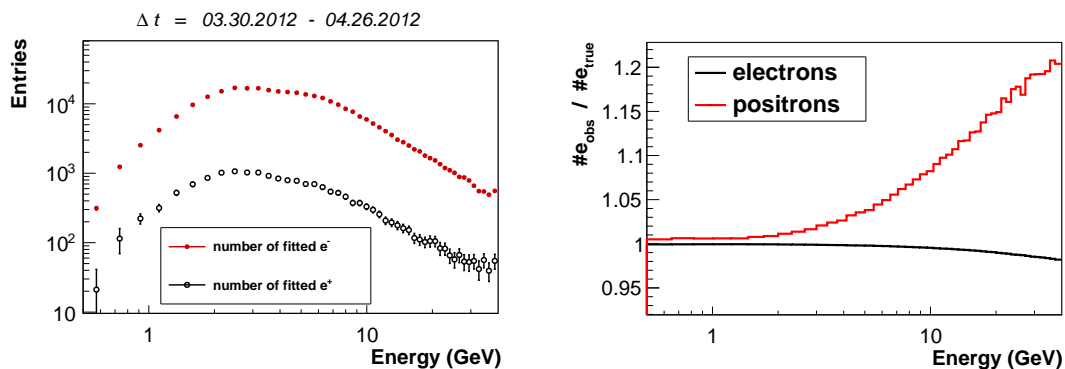 Δ t = 03.30.2012 - 04.26.2012
Entries
10⁴
10³
10²
10
number of fitted e⁻
number of fitted e⁺
1
10
Energy (GeV)
#e_obs / #e_true
1.2
1.15
1.1
1.05
1
0.95
electrons
positrons
1
10
Energy (GeV)